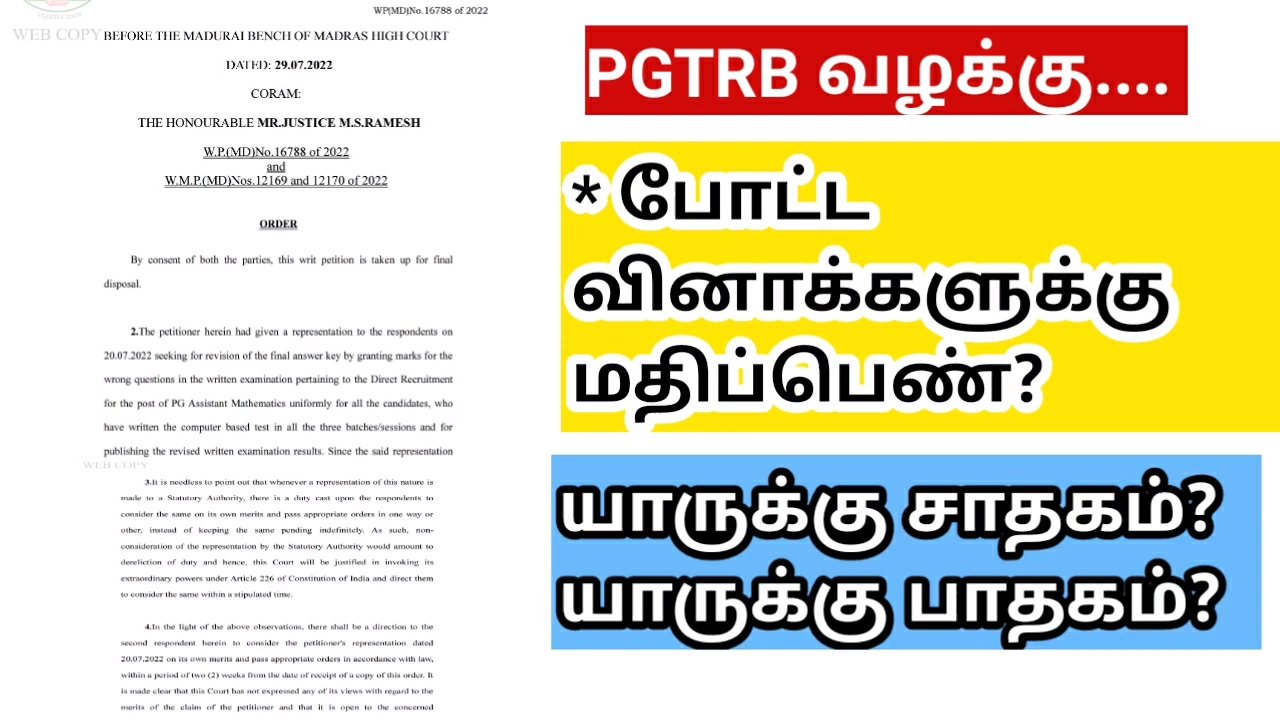 WP(MD)No.16788 of 2022
WEB COPY
BEFORE THE MADURAI BENCH OF MADRAS HIGH COURT
DATED: 29.07.2022
CORAM:
THE HONOURABLE MR.JUSTICE M.S.RAMESH
W.P.(MD)No.16788 of 2022
and
W.M.P.(MD)Nos.12169 and 12170 of 2022
ORDER
By consent of both the parties, this writ petition is taken up for final
disposal.
2.The petitioner herein had given a representation to the respondents on
20.07.2022 seeking for revision of the final answer key by granting marks for the
wrong questions in the written examination pertaining to the Direct Recruitment
for the post of PG Assistant Mathematics uniformly for all the candidates, who
have written the computer based test in all the three batches/sessions and for
publishing the revised written examination results. Since the said representation
WEB COPY
3.It is needless to point out that whenever a representation of this nature is
made to a Statutory Authority, there is a duty cast upon the respondents to
consider the same on its own merits and pass appropriate orders in one way or
other, instead of keeping the same pending indefinitely. As such, non-
consideration of the representation by the Statutory Authority would amount to
dereliction of duty and hence, this Court will be justified in invoking its
extraordinary powers under Article 226 of Constitution of India and direct them
to consider the same within a stipulated time.
4.In the light of the above observations, there shall be a direction to the
second respondent herein to consider the petitioner's representation dated
20.07.2022 on its own merits and pass appropriate orders in accordance with law,
within a period of two (2) weeks from the date of receipt of a copy of this order. It
is made clear that this Court has not expressed any of its views with regard to the
merits of the claim of the petitioner and that it is open to the concerned
PGTRB வழக்கு....
*போட்ட
வினாக்களுக்கு
மதிப்பெண்?
யாருக்கு சாதகம்?
யாருக்கு பாதகம்?